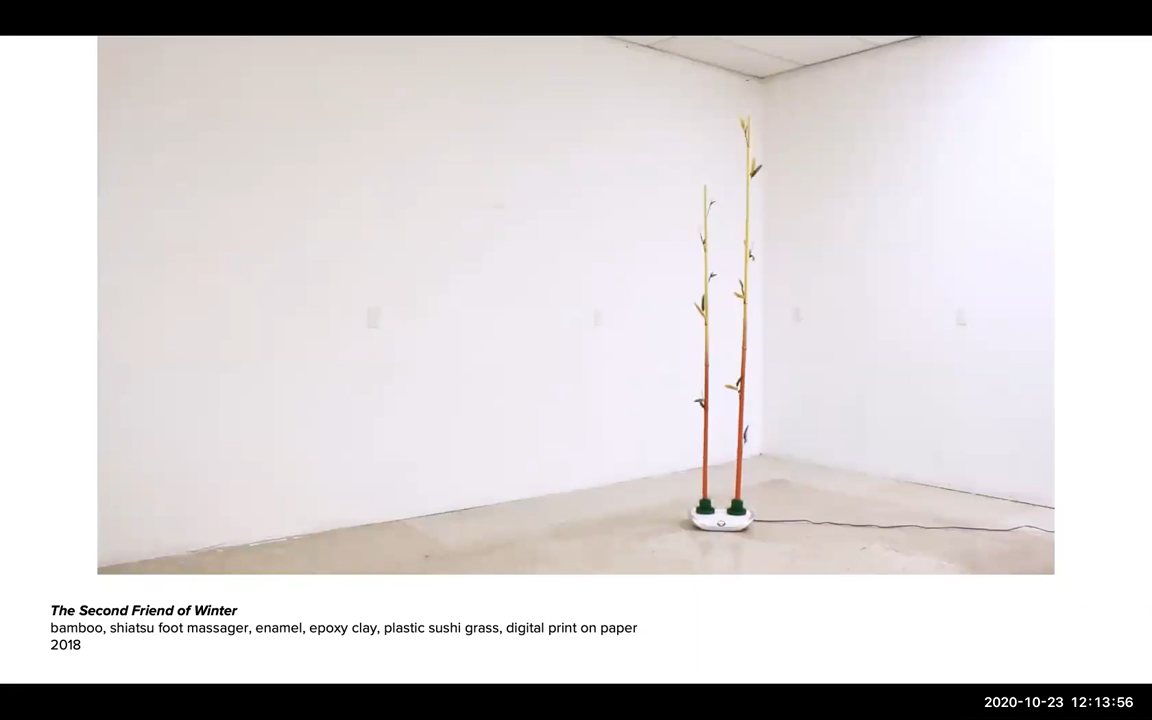 The Second Friend of Winter
bamboo, shiatsu foot massager, enamel, epoxy clay, plastic sushi grass, digital print on paper
2018
2020-10-23 12:13:56